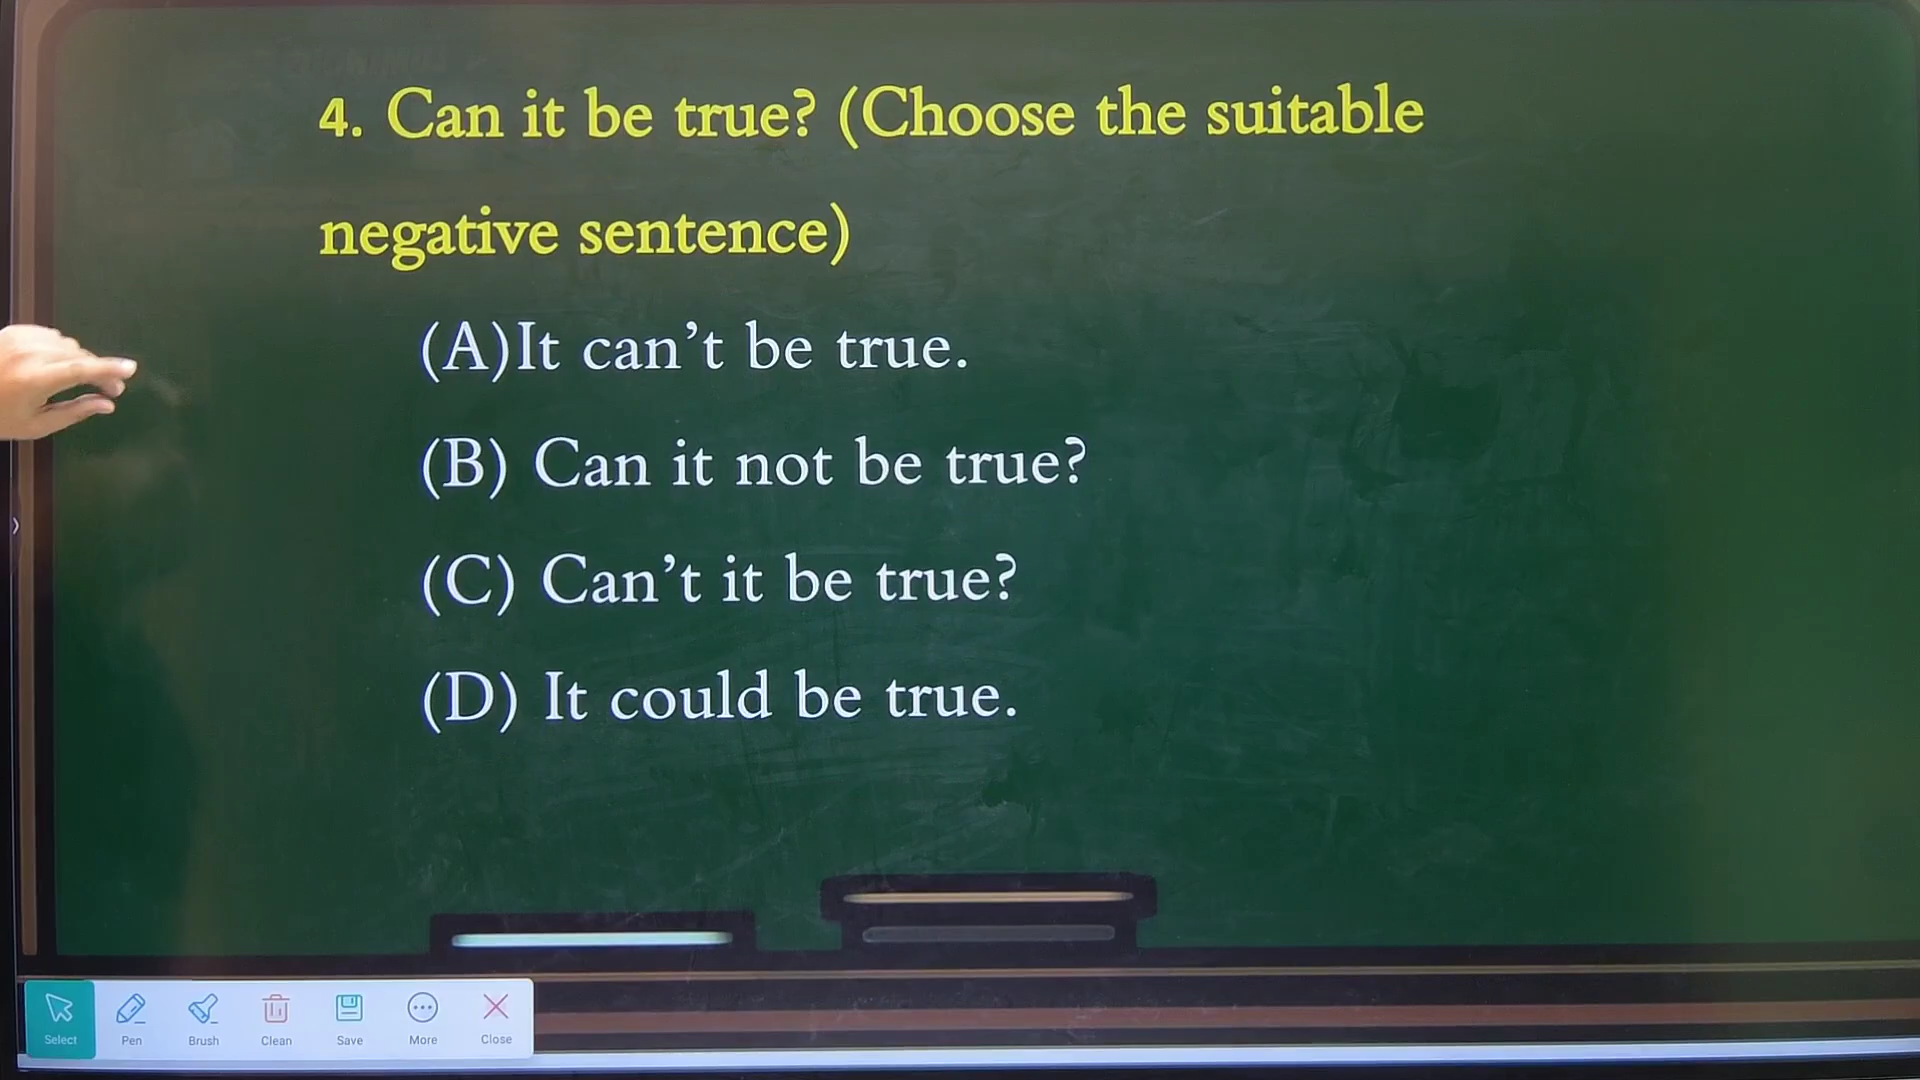 4. Can it be true? (Choose the suitable
negative sentence)
(A)It can’t be true.
(B) Can it not be true?
(C) Can’t it be true?
(D) It could be true.
Select Pen Brush Clean Save More Close